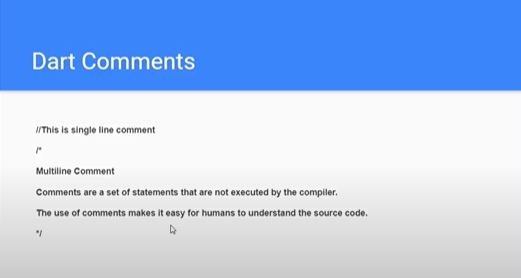 Dart Comments
//This is single line comment
/*
Multiline Comment
Comments are a set of statements that are not executed by the compiler.
The use of comments makes it easy for humans to understand the source code.
*/